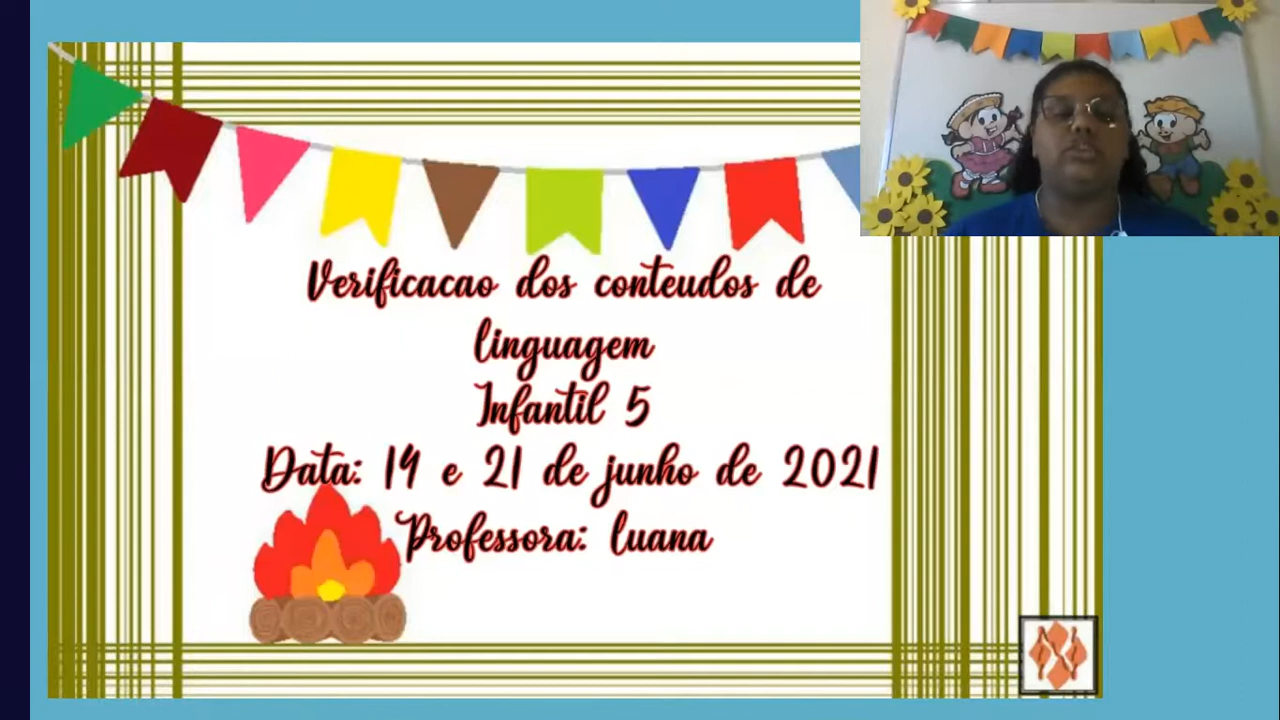 Verificacao dos conteudos de
linguagem
Infantil 5
Data: 14 e 21 de junho de 2021
Professora: luana